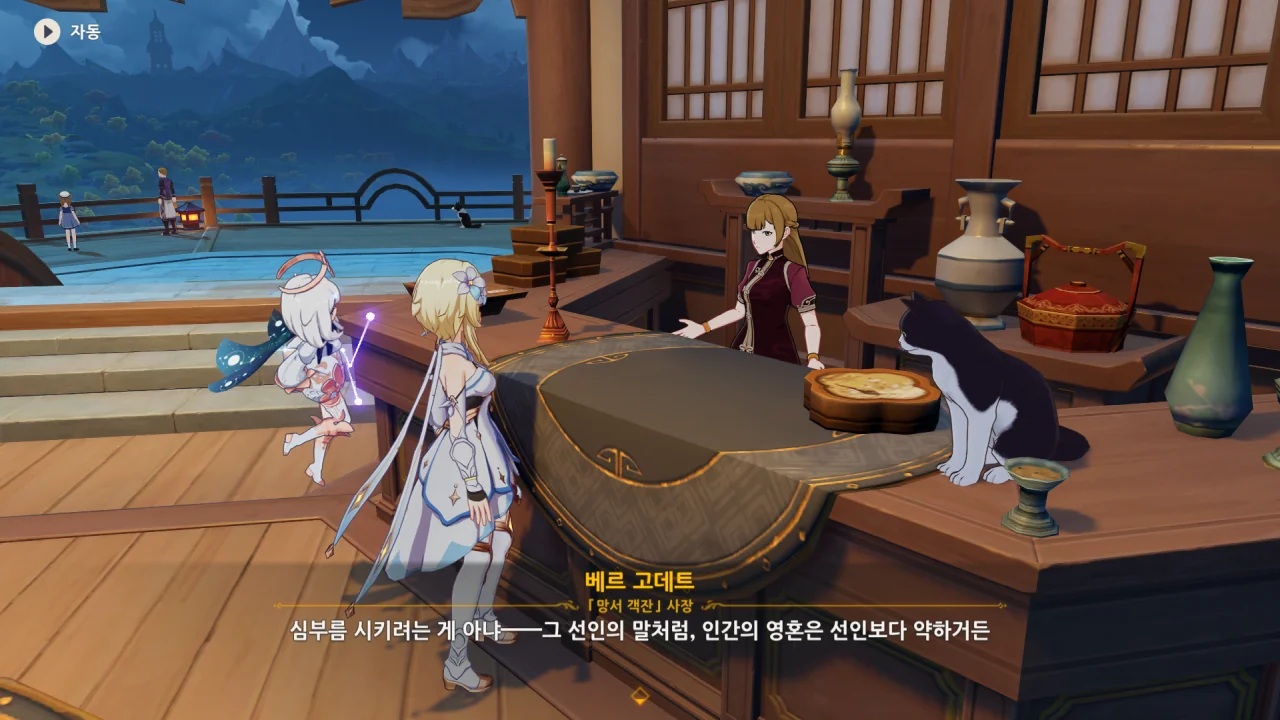 자동
베르 고데트
「망서 객잔」 사장
심부름 시키려는 게 아냐——그 선인의 말처럼, 인간의 영혼은 선인보다 약하거든